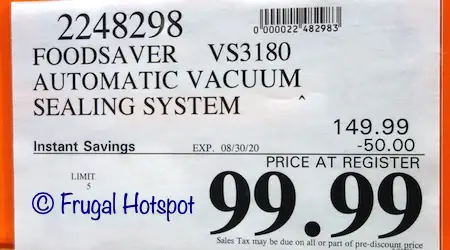 2248298
0 000022 482983
FOODSAVER VS3180
AUTOMATIC VACUUM
SEALING SYSTEM
149.99
Instant Savings EXP. 08/30/20 -50.00
PRICE AT REGISTER
LIMIT
5
99.99
© Frugal Hotspot
Sales Tax may be due on all or part of pre-discount price